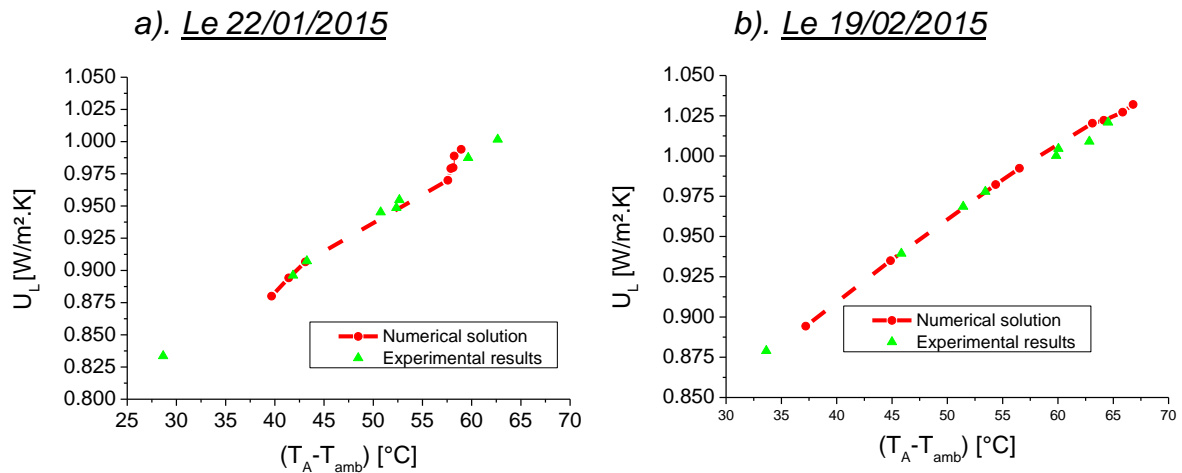 a). Le 22/01/2015
1.050
1.025
1.000
0.975
0.950
0.925
0.900
0.875
0.850
0.825
0.800
U_L [W/m².K]
Numerical solution
Experimental results
25 30 35 40 45 50 55 60 65 70
(T_A-T_amb) [°C]
b). Le 19/02/2015
1.050
1.025
1.000
0.975
0.950
0.925
0.900
0.875
0.850
U_L [W/m².K]
Numerical solution
Experimental results
30 35 40 45 50 55 60 65 70
(T_A-T_amb) [°C]